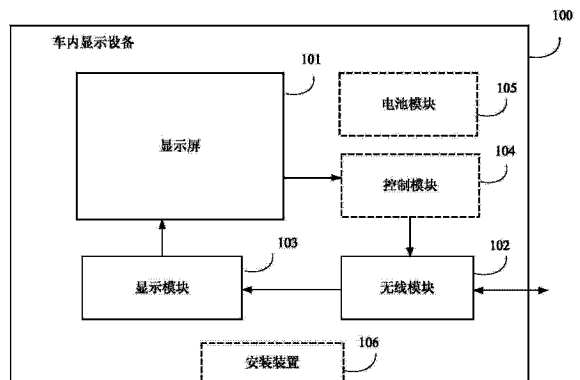 100
车内显示设备
101
显示屏
电池模块
105
104
控制模块
103
显示模块
102
无线模块
106
安装装置